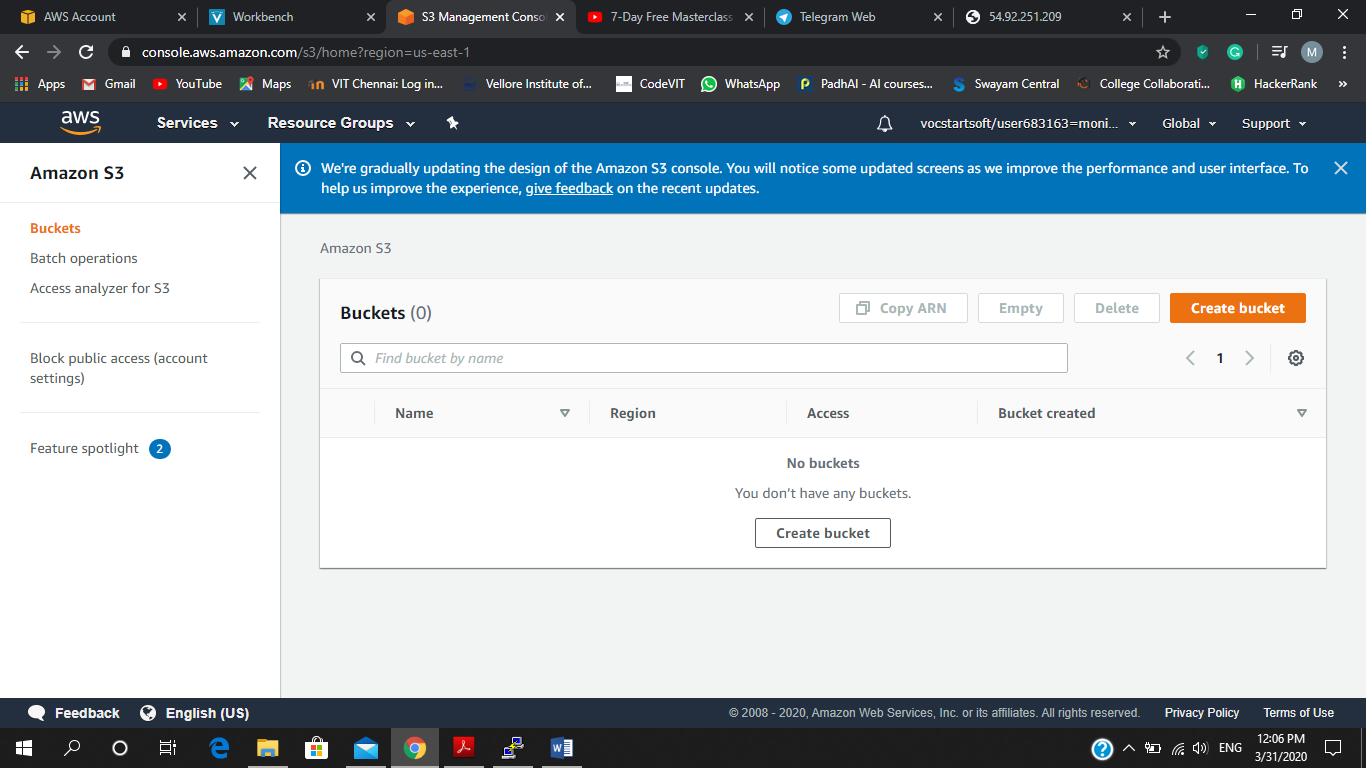 AWS Account
Workbench
S3 Management Conso
7-Day Free Masterclass
Telegram Web
54.92.251.209
console.aws.amazon.com/s3/home?region=us-east-1
M
Apps
Gmail
YouTube
Maps
VIT Chennai: Log in...
Vellore Institute of...
CodeVIT
WhatsApp
PadhAI - AI courses...
Swayam Central
College Collaborati...
HackerRank
»
aws
Services
Resource Groups
vocstartsoft/user683163=moni...
Global
Support
Amazon S3
We're gradually updating the design of the Amazon S3 console. You will notice some updated screens as we improve the performance and user interface. To
help us improve the experience, give feedback on the recent updates.
Buckets
Batch operations
Access analyzer for S3
Block public access (account
settings)
Feature spotlight 2
Amazon S3
Buckets (0)
Copy ARN
Empty
Delete
Create bucket
Find bucket by name
1
Name
Region
Access
Bucket created
No buckets
You don't have any buckets.
Create bucket
Feedback
English (US)
© 2008 - 2020, Amazon Web Services, Inc. or its affiliates. All rights reserved.
Privacy Policy
Terms of Use
ENG
12:06 PM
3/31/2020